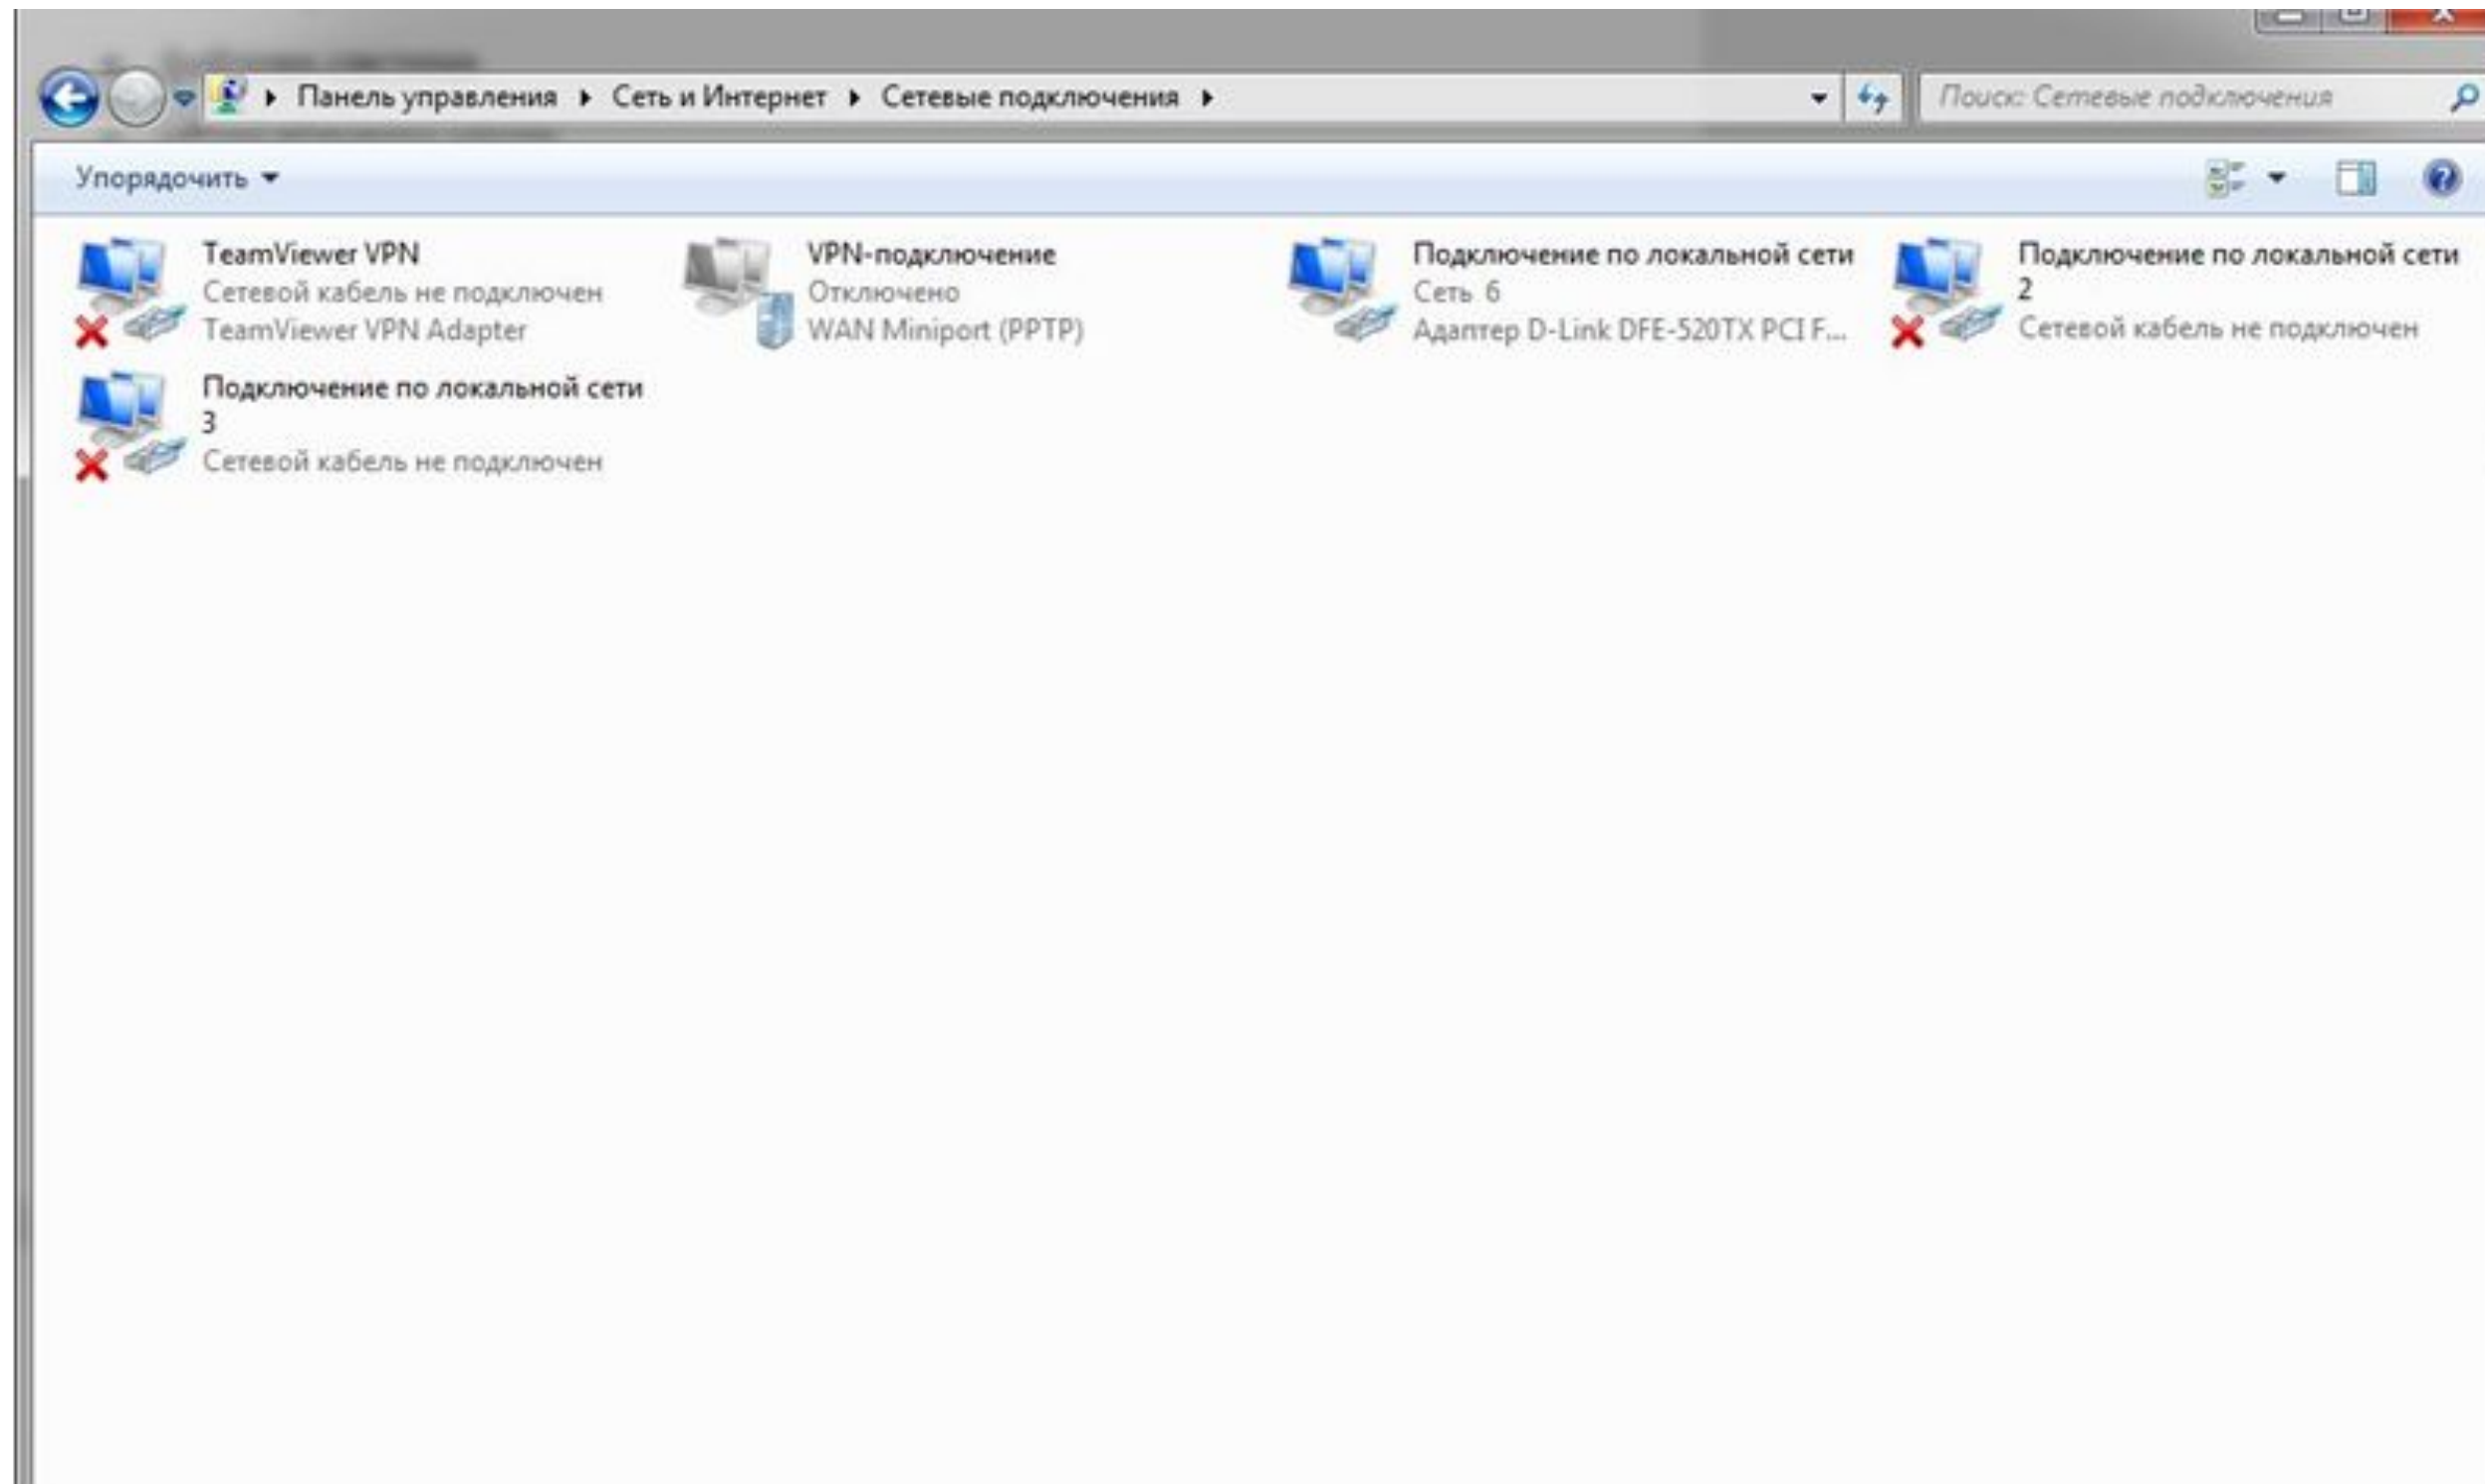 Панель управления ▸ Сеть и Интернет ▸ Сетевые подключения ▸
Поиск: Сетевые подключения
Упорядочить
TeamViewer VPN
Сетевой кабель не подключен
TeamViewer VPN Adapter
VPN-подключение
Отключено
WAN Miniport (PPTP)
Подключение по локальной сети
Сеть 6
Адаптер D-Link DFE-520TX PCI F...
Подключение по локальной сети
2
Сетевой кабель не подключен
Подключение по локальной сети
3
Сетевой кабель не подключен